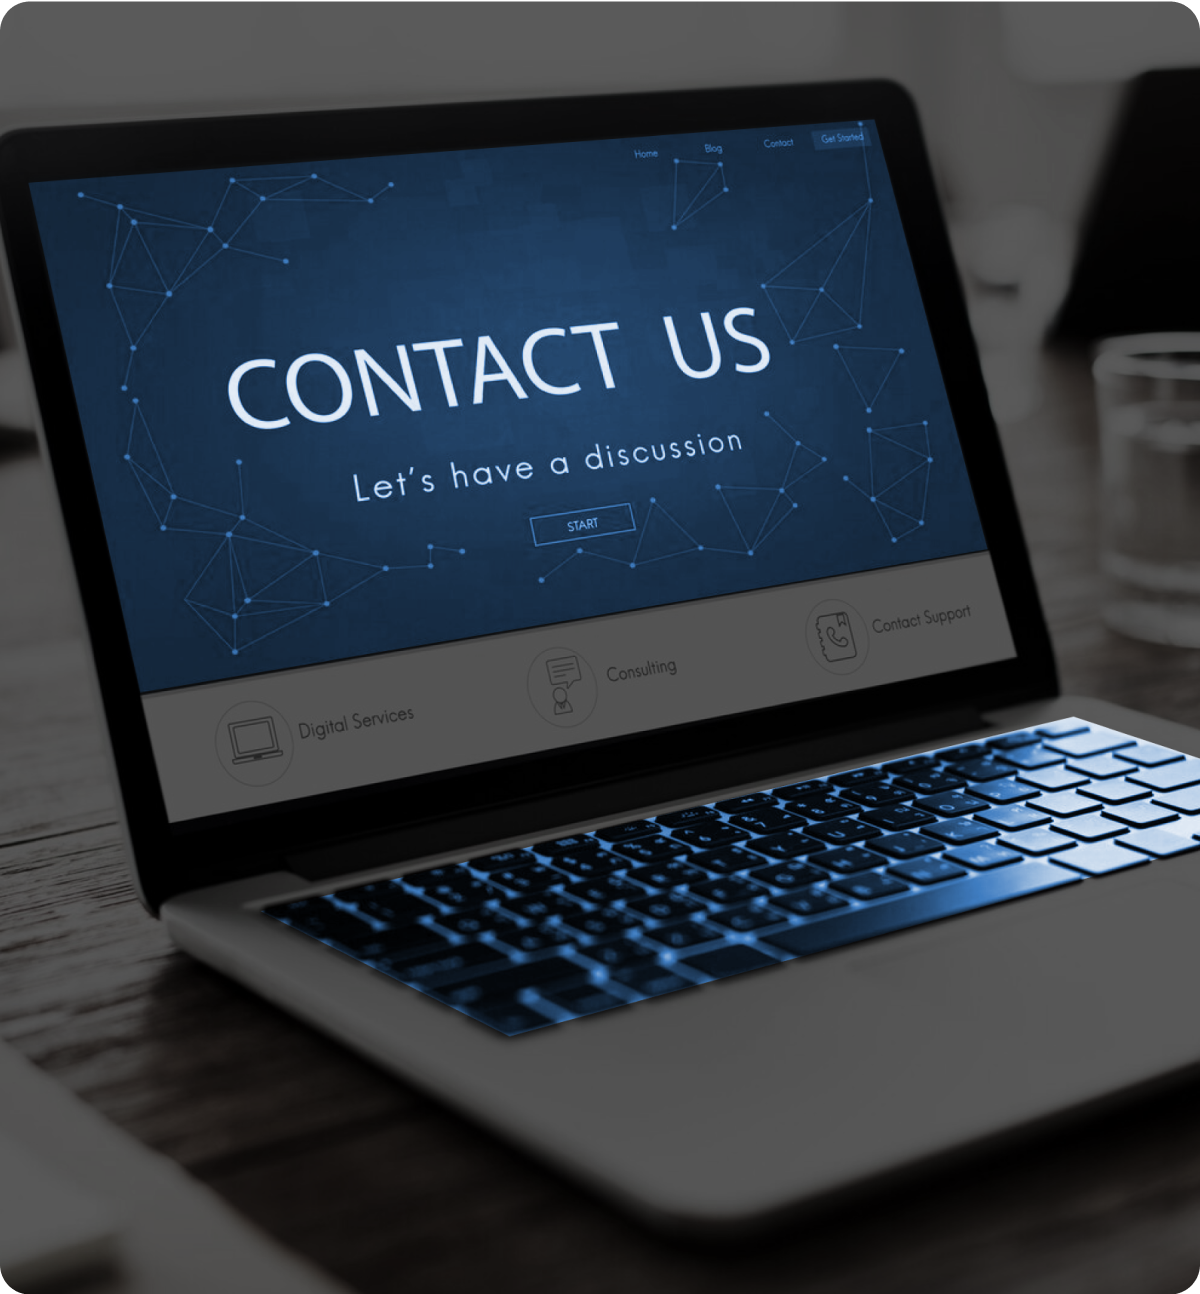 Home Blog Contact Get Started
CONTACT US
Let's have a discussion
START
Digital Services
Consulting
Contact Support